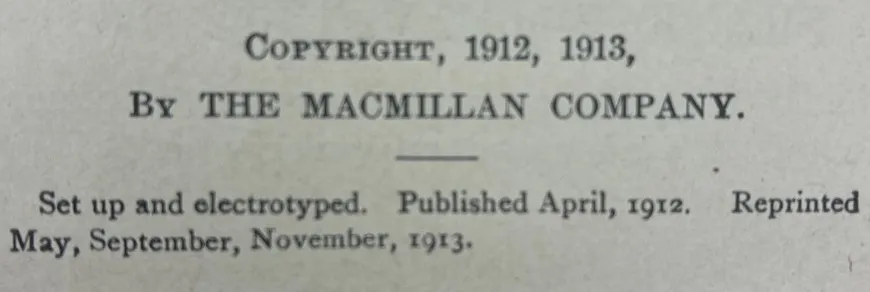 COPYRIGHT, 1912, 1913,
BY THE MACMILLAN COMPANY.
Set up and electrotyped. Published April, 1912. Reprinted
May, September, November, 1913.